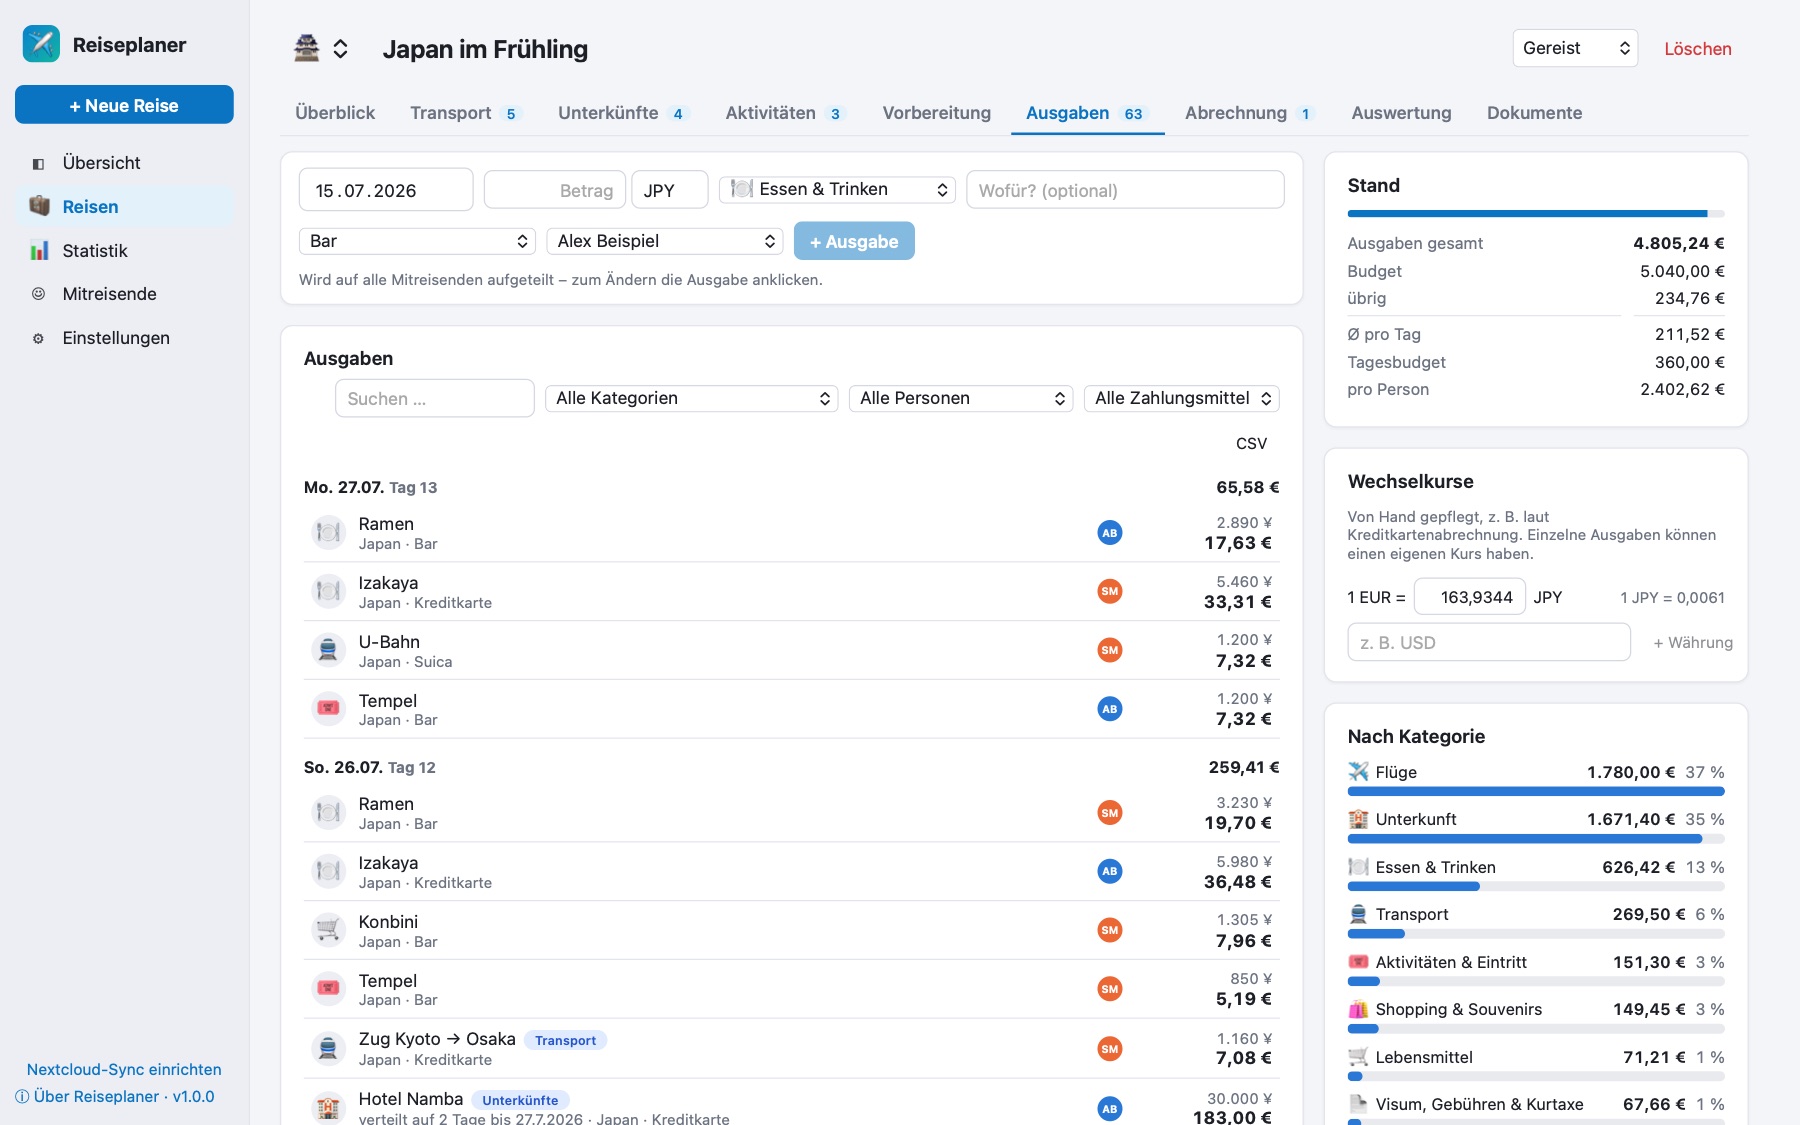 Reiseplaner
+ Neue Reise
Übersicht
Reisen
Statistik
Mitreisende
Einstellungen
Nextcloud-Sync einrichten
ⓘ Über Reiseplaner · v1.0.0
Japan im Frühling
Gereist
Löschen
Überblick
Transport 5
Unterkünfte 4
Aktivitäten 3
Vorbereitung
Ausgaben 63
Abrechnung 1
Auswertung
Dokumente
15.07.2026
Betrag
JPY
Essen & Trinken
Wofür? (optional)
Bar
Alex Beispiel
+ Ausgabe
Wird auf alle Mitreisenden aufgeteilt – zum Ändern die Ausgabe anklicken.
Ausgaben
Suchen ...
Alle Kategorien
Alle Personen
Alle Zahlungsmittel
CSV
Mo. 27.07. Tag 13 65,58 €
Ramen
Japan · Bar
AB
2.890 ¥
17,63 €
Izakaya
Japan · Kreditkarte
SM
5.460 ¥
33,31 €
U-Bahn
Japan · Suica
SM
1.200 ¥
7,32 €
Tempel
Japan · Bar
AB
1.200 ¥
7,32 €
So. 26.07. Tag 12 259,41 €
Ramen
Japan · Bar
SM
3.230 ¥
19,70 €
Izakaya
Japan · Kreditkarte
AB
5.980 ¥
36,48 €
Konbini
Japan · Bar
SM
1.305 ¥
7,96 €
Tempel
Japan · Bar
SM
850 ¥
5,19 €
Zug Kyoto → Osaka Transport
Japan · Kreditkarte
SM
1.160 ¥
7,08 €
Hotel Namba Unterkünfte
verteilt auf 2 Tage bis 27.7.2026 · Japan · Kreditkarte
AB
30.000 ¥
183,00 €
Stand
Ausgaben gesamt 4.805,24 €
Budget 5.040,00 €
übrig 234,76 €
Ø pro Tag 211,52 €
Tagesbudget 360,00 €
pro Person 2.402,62 €
Wechselkurse
Von Hand gepflegt, z. B. laut
Kreditkartenabrechnung. Einzelne Ausgaben können
einen eigenen Kurs haben.
1 EUR = 163,9344 JPY 1 JPY = 0,0061
z. B. USD
+ Währung
Nach Kategorie
Flüge 1.780,00 € 37 %
Unterkunft 1.671,40 € 35 %
Essen & Trinken 626,42 € 13 %
Transport 269,50 € 6 %
Aktivitäten & Eintritt 151,30 € 3 %
Shopping & Souvenirs 149,45 € 3 %
Lebensmittel 71,21 € 1 %
Visum, Gebühren & Kurtaxe 67,66 € 1 %